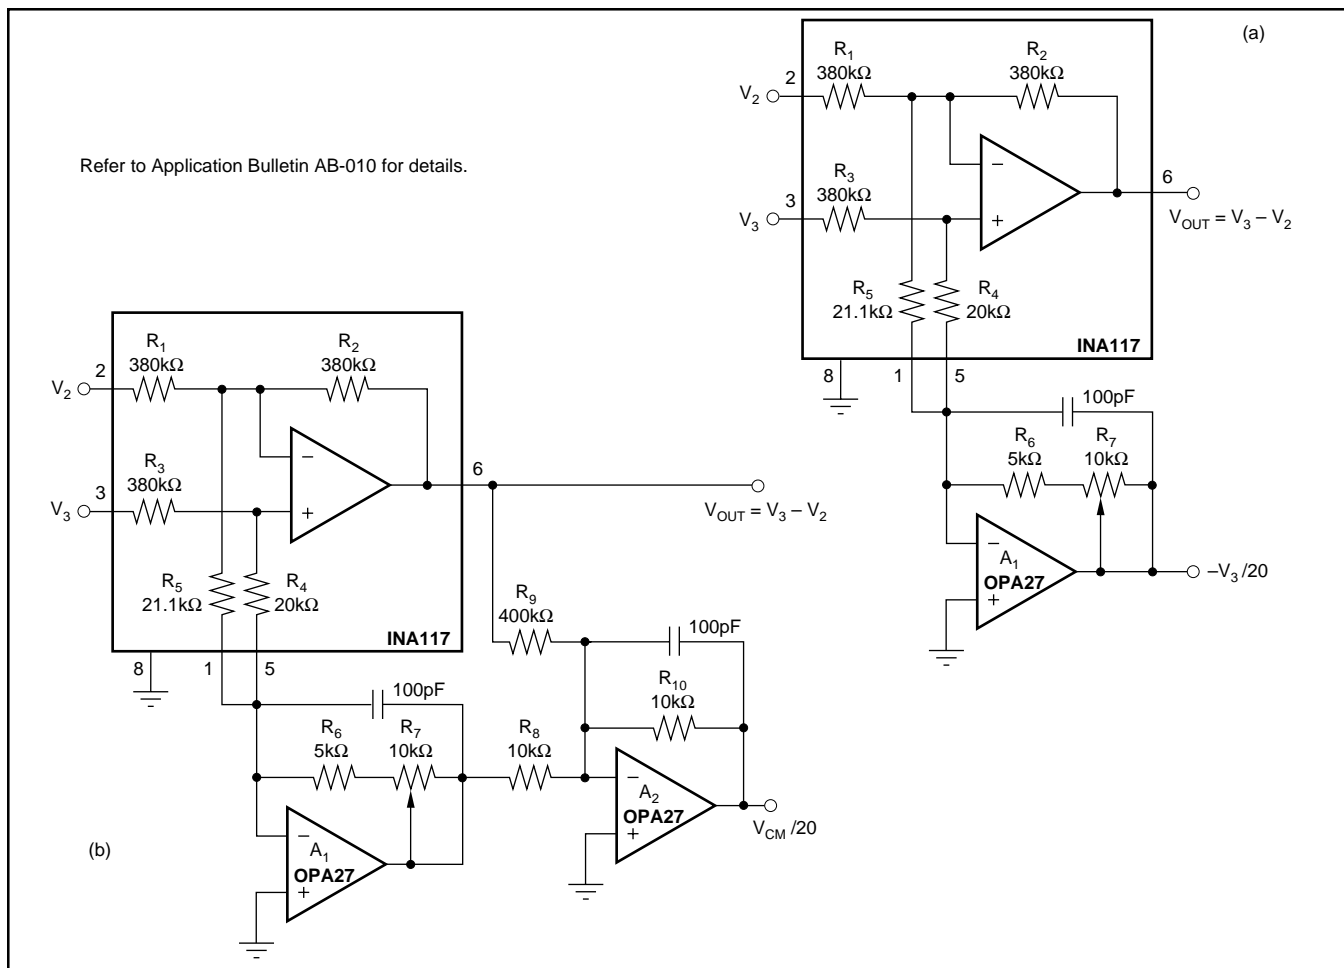 (a)
R1
380kΩ
R2
380kΩ
2
V2
R3
380kΩ
3
V3
–
+
6
VOUT = V3 – V2
R5
21.1kΩ
R4
20kΩ
INA117
8
1
5
100pF
R6
5kΩ
R7
10kΩ
–
A1
OPA27
+
–V3 /20
Refer to Application Bulletin AB-010 for details.
R1
380kΩ
R2
380kΩ
2
V2
R3
380kΩ
3
V3
–
+
6
VOUT = V3 – V2
R5
21.1kΩ
R4
20kΩ
INA117
8
1
5
R9
400kΩ
100pF
100pF
R10
10kΩ
R6
5kΩ
R7
10kΩ
R8
10kΩ
–
A2
OPA27
+
VCM /20
(b)
–
A1
OPA27
+